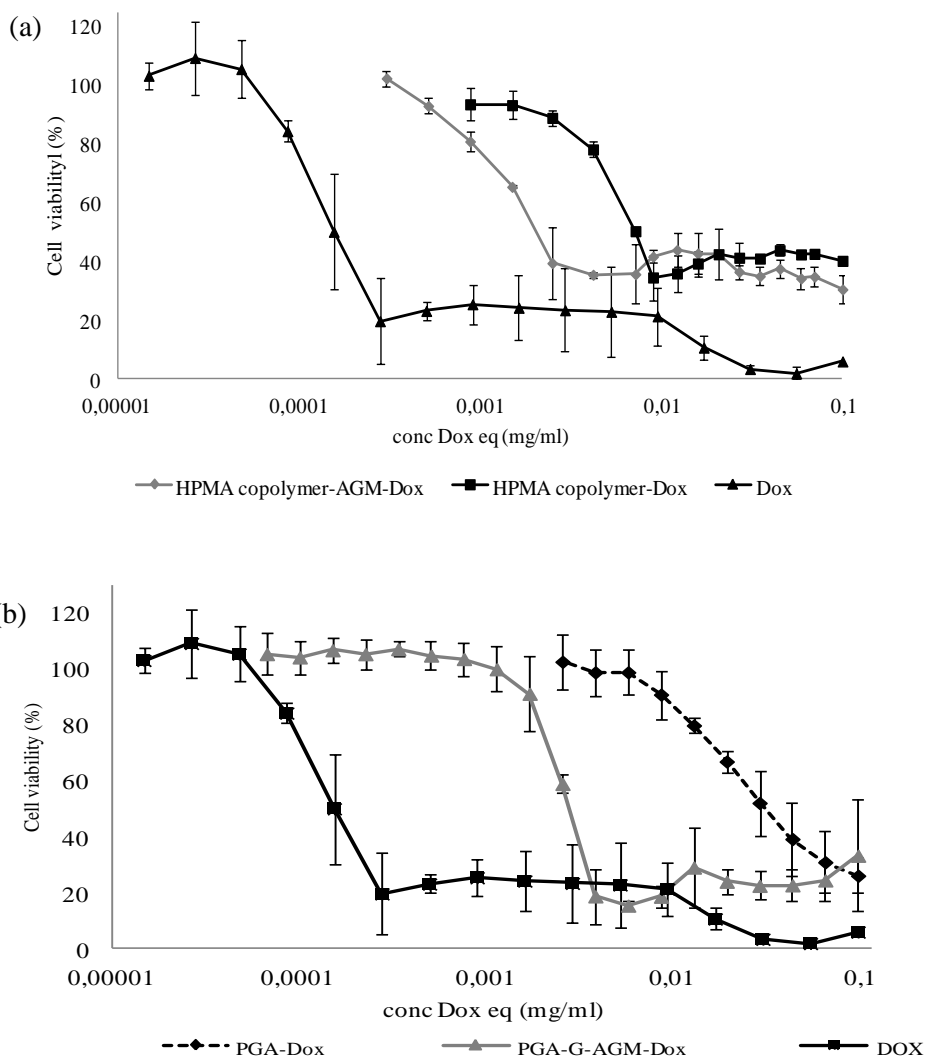 (a)
Cell viabilityl (%)
120
100
80
60
40
20
0
0,00001 0,0001 0,001 0,01 0,1
conc Dox eq (mg/ml)
HPMA copolymer-AGM-Dox HPMA copolymer-Dox Dox
(b)
Cell viability (%)
120
100
80
60
40
20
0
0,00001 0,0001 0,001 0,01 0,1
conc Dox eq (mg/ml)
PGA-Dox PGA-G-AGM-Dox DOX